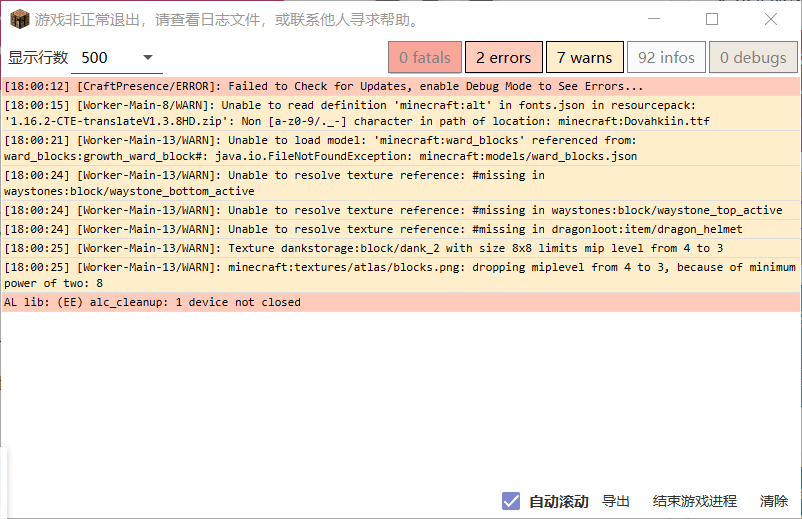 游戏非正常退出，请查看日志文件，或联系他人寻求帮助。
显示行数 500 0 fatals 2 errors 7 warns 92 infos 0 debugs
[18:00:12] [CraftPresence/ERROR]: Failed to Check for Updates, enable Debug Mode to See Errors...
[18:00:15] [Worker-Main-8/WARN]: Unable to read definition 'minecraft:alt' in fonts.json in resourcepack:
'1.16.2-CTE-translateV1.3.8HD.zip': Non [a-z0-9/._-] character in path of location: minecraft:Dovahkiin.ttf
[18:00:21] [Worker-Main-13/WARN]: Unable to load model: 'minecraft:ward_blocks' referenced from:
ward_blocks:growth_ward_block#: java.io.FileNotFoundException: minecraft:models/ward_blocks.json
[18:00:24] [Worker-Main-13/WARN]: Unable to resolve texture reference: #missing in
waystones:block/waystone_bottom_active
[18:00:24] [Worker-Main-13/WARN]: Unable to resolve texture reference: #missing in waystones:block/waystone_top_active
[18:00:24] [Worker-Main-13/WARN]: Unable to resolve texture reference: #missing in dragonloot:item/dragon_helmet
[18:00:25] [Worker-Main-13/WARN]: Texture dankstorage:block/dank_2 with size 8x8 limits mip level from 4 to 3
[18:00:25] [Worker-Main-13/WARN]: minecraft:textures/atlas/blocks.png: dropping miplevel from 4 to 3, because of minimum
power of two: 8
AL lib: (EE) alc_cleanup: 1 device not closed
自动滚动 导出 结束游戏进程 清除